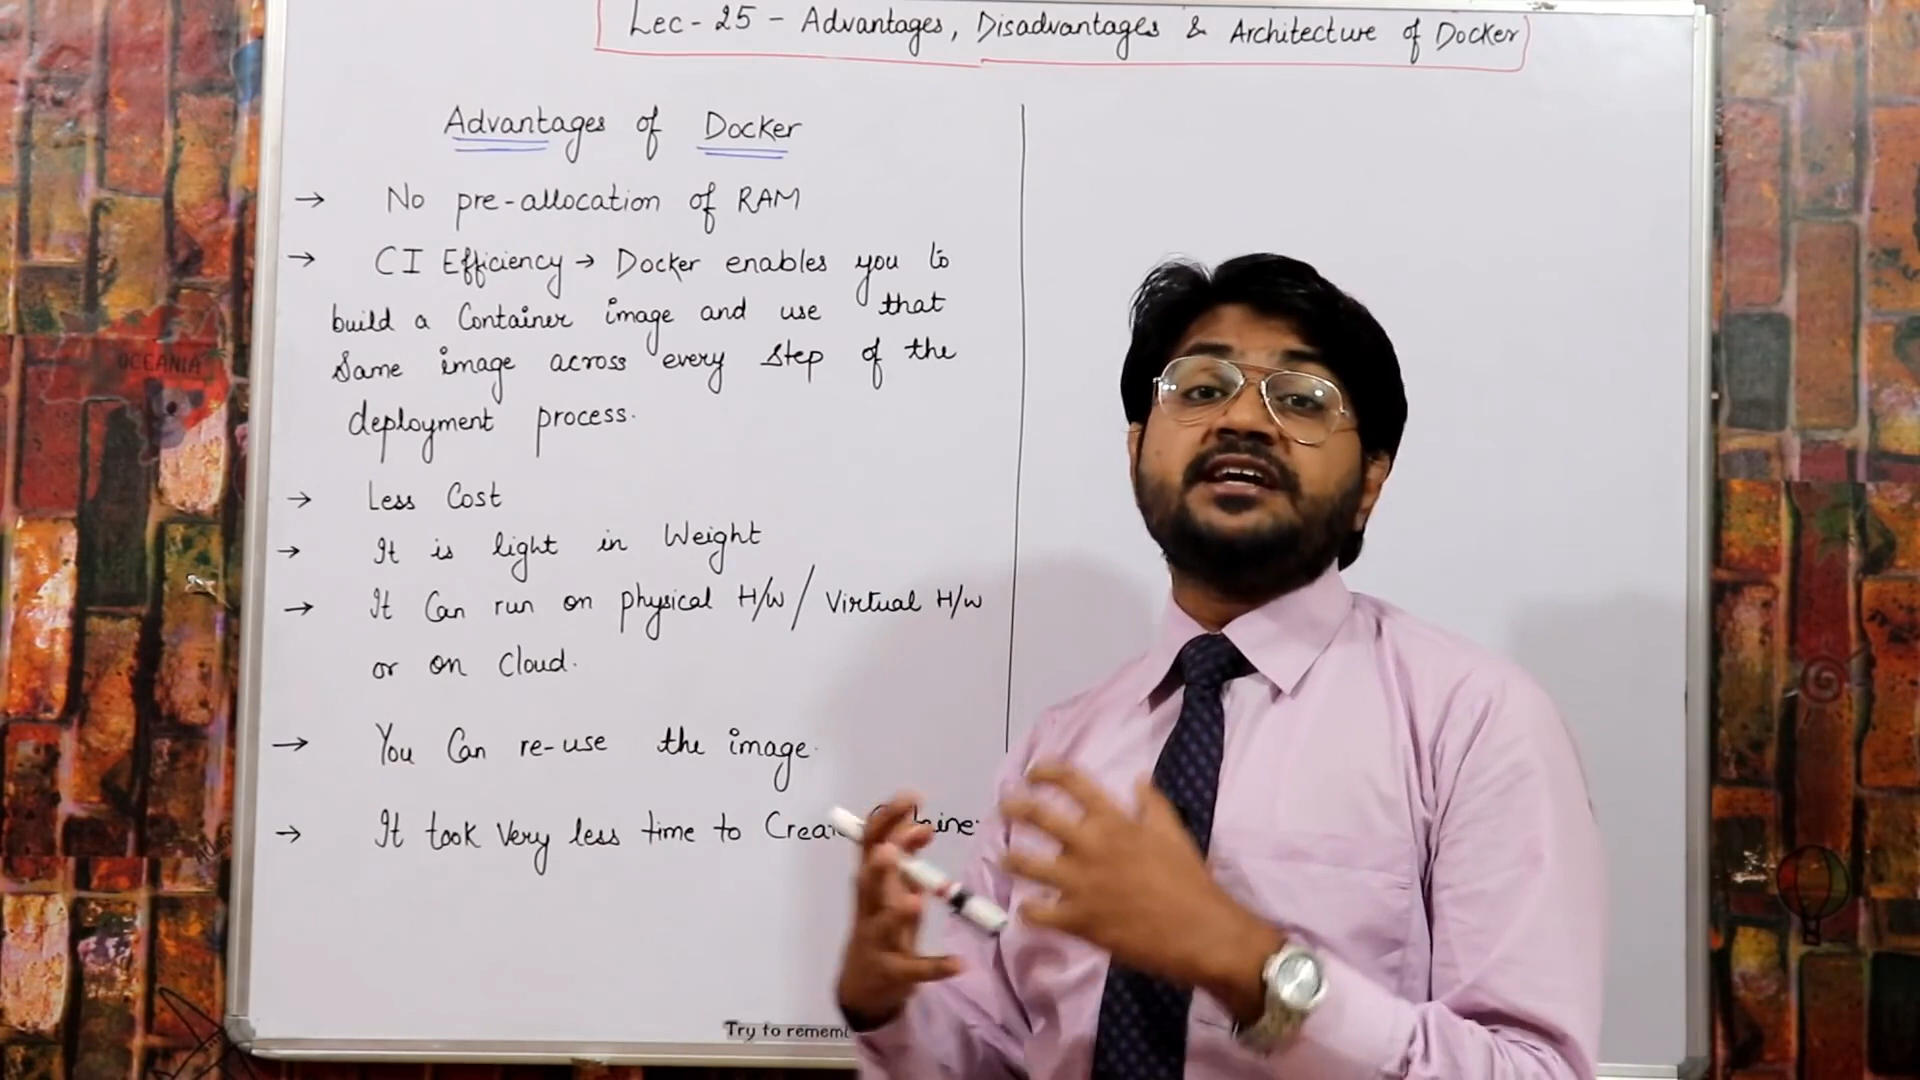 Lec - 25 - Advantages, Disadvantages & Architecture of Docker
Advantages of Docker
→ No pre-allocation of RAM
→ CI Efficiency → Docker enables you to
build a Container image and use that
Same image across every step of the
deployment process.
→ Less Cost
→ It is light in Weight
→ It Can run on physical H/W / Virtual H/W
or on Cloud.
→ You Can re-use the image.
→ It took Very less time to
Try to
OCEANIA